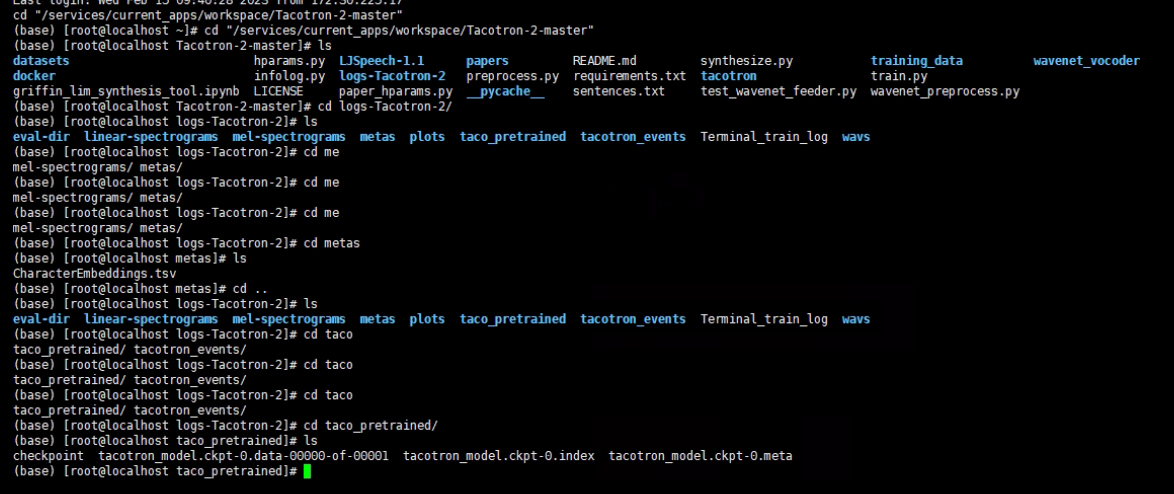 Last login: Wed Feb 15 09:46:28 2023 from 172.30.225.17
cd "/services/current_apps/workspace/Tacotron-2-master"
(base) [root@localhost ~]# cd "/services/current_apps/workspace/Tacotron-2-master"
(base) [root@localhost Tacotron-2-master]# ls
datasets hparams.py LJSpeech-1.1 papers README.md synthesize.py training_data wavenet_vocoder
docker infolog.py logs-Tacotron-2 preprocess.py requirements.txt tacotron train.py
griffin_lim_synthesis_tool.ipynb LICENSE paper_hparams.py __pycache__ sentences.txt test_wavenet_feeder.py wavenet_preprocess.py
(base) [root@localhost Tacotron-2-master]# cd logs-Tacotron-2/
(base) [root@localhost logs-Tacotron-2]# ls
eval-dir linear-spectrograms mel-spectrograms metas plots taco_pretrained tacotron_events Terminal_train_log wavs
(base) [root@localhost logs-Tacotron-2]# cd me
mel-spectrograms/ metas/
(base) [root@localhost logs-Tacotron-2]# cd me
mel-spectrograms/ metas/
(base) [root@localhost logs-Tacotron-2]# cd me
mel-spectrograms/ metas/
(base) [root@localhost logs-Tacotron-2]# cd metas
(base) [root@localhost metas]# ls
CharacterEmbeddings.tsv
(base) [root@localhost metas]# cd ..
(base) [root@localhost logs-Tacotron-2]# ls
eval-dir linear-spectrograms mel-spectrograms metas plots taco_pretrained tacotron_events Terminal_train_log wavs
(base) [root@localhost logs-Tacotron-2]# cd taco
taco_pretrained/ tacotron_events/
(base) [root@localhost logs-Tacotron-2]# cd taco
taco_pretrained/ tacotron_events/
(base) [root@localhost logs-Tacotron-2]# cd taco
taco_pretrained/ tacotron_events/
(base) [root@localhost logs-Tacotron-2]# cd taco_pretrained/
(base) [root@localhost taco_pretrained]# ls
checkpoint tacotron_model.ckpt-0.data-00000-of-00001 tacotron_model.ckpt-0.index tacotron_model.ckpt-0.meta
(base) [root@localhost taco_pretrained]#